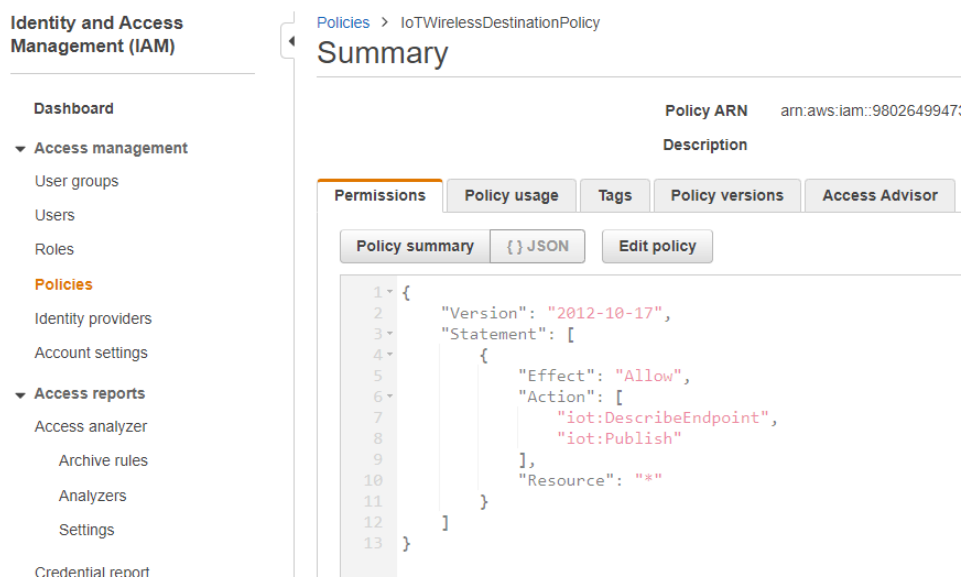 Identity and Access
Management (IAM)
Dashboard
Access management
User groups
Users
Roles
Policies
Identity providers
Account settings
Access reports
Access analyzer
Archive rules
Analyzers
Settings
Credential report
Policies > IoTWirelessDestinationPolicy
Summary
Policy ARN arn:aws:iam::98026499473
Description
Permissions Policy usage Tags Policy versions Access Advisor
Policy summary { } JSON Edit policy
1 {
2 "Version": "2012-10-17",
3 "Statement": [
4 {
5 "Effect": "Allow",
6 "Action": [
7 "iot:DescribeEndpoint",
8 "iot:Publish"
9 ],
10 "Resource": "*"
11 }
12 ]
13 }